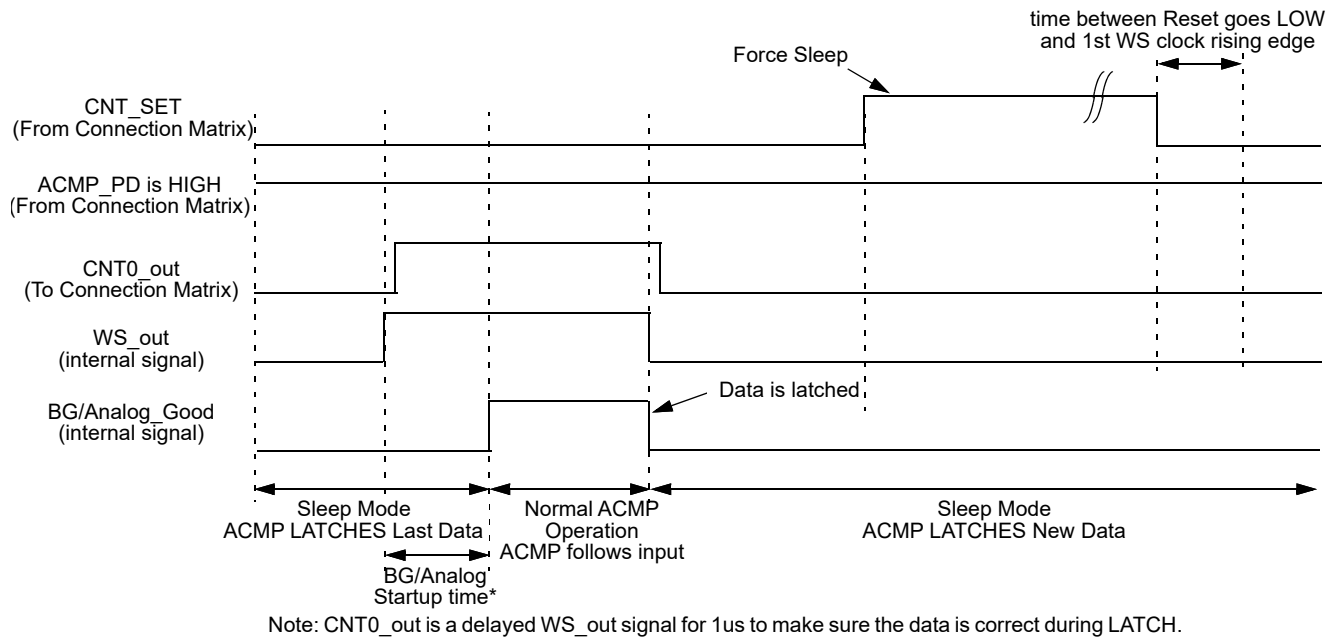 time between Reset goes LOW
and 1st WS clock rising edge
Force Sleep
CNT_SET
(From Connection Matrix)
ACMP_PD is HIGH
(From Connection Matrix)
CNT0_out
(To Connection Matrix)
WS_out
(internal signal)
Data is latched
BG/Analog_Good
(internal signal)
Sleep Mode
ACMP LATCHES Last Data
Normal ACMP
Operation
ACMP follows input
Sleep Mode
ACMP LATCHES New Data
BG/Analog
Startup time*
Note: CNT0_out is a delayed WS_out signal for 1us to make sure the data is correct during LATCH.